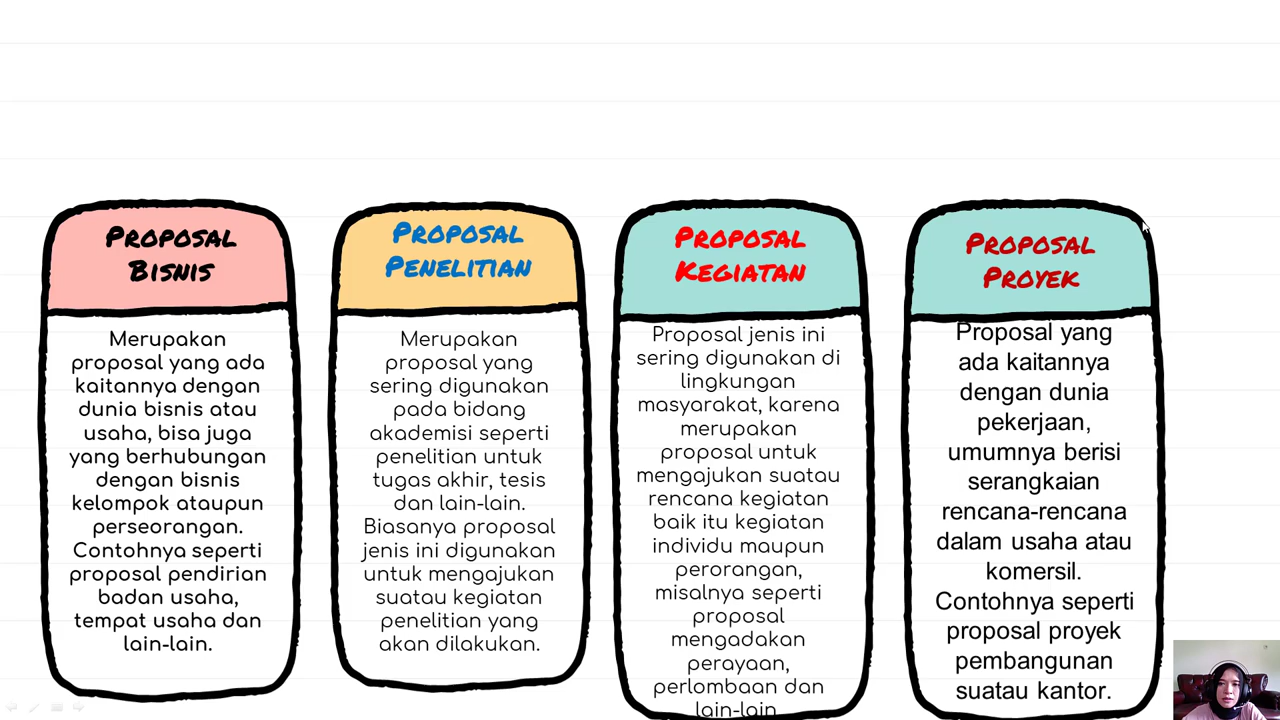 PROPOSAL
BISNIS
Merupakan
proposal yang ada
kaitannya dengan
dunia bisnis atau
usaha, bisa juga
yang berhubungan
dengan bisnis
kelompok ataupun
perseorangan.
Contohnya seperti
proposal pendirian
badan usaha,
tempat usaha dan
lain-lain.
PROPOSAL
PENELITIAN
Merupakan
proposal yang
sering digunakan
pada bidang
akademisi seperti
penelitian untuk
tugas akhir, tesis
dan lain-lain.
Biasanya proposal
jenis ini digunakan
untuk mengajukan
suatu kegiatan
penelitian yang
akan dilakukan.
PROPOSAL
KEGIATAN
Proposal jenis ini
sering digunakan di
lingkungan
masyarakat, karena
merupakan
proposal untuk
mengajukan suatau
rencana kegiatan
baik itu kegiatan
individu maupun
perorangan,
misalnya seperti
proposal
mengadakan
perayaan,
perlombaan dan
lain-lain
PROPOSAL
PROYEK
Proposal yang
ada kaitannya
dengan dunia
pekerjaan,
umumnya berisi
serangkaian
rencana-rencana
dalam usaha atau
komersil.
Contohnya seperti
proposal proyek
pembangunan
suatau kantor.